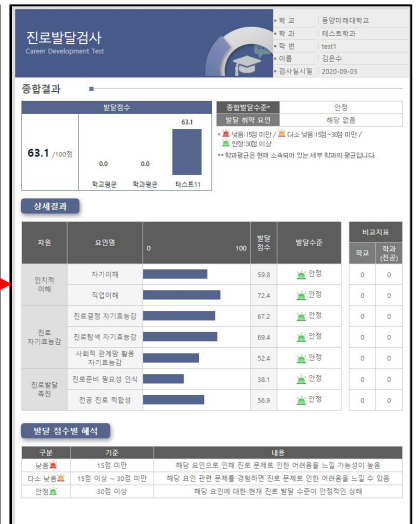 진로발달검사
Career Development Test
• 학 교 동양미래대학교
• 학 과 테스트학과
• 학 번 test1
• 이름 김은수
• 검사실시일 2020-09-03
종합결과
발달점수
63.1 /100점
63.1
0.0 0.0
학교평균 학과평균 테스트11
종합발달수준* 안정
발달 취약 요인 해당 없음
* 낮음:15점 미만 / 다소 낮음:15점~30점 미만 /
안정:30점 이상
** 학과평균은 현재 소속되어 있는 세부 학과의 평균입니다.
상세결과
차원 요인명 0 100 발달 점수 발달수준 비교지표
학교 학과 (전공)
인지적 이해 자기이해 59.8 안정 0 0
직업이해 72.4 안정 0 0
진로 자기효능감 진로결정 자기효능감 67.2 안정 0 0
진로탐색 자기효능감 69.4 안정 0 0
사회적 관계망 활용 자기효능감 52.4 안정 0 0
진로발달 촉진 진로준비 필요성 인식 38.1 안정 0 0
전공 진로 적합성 56.9 안정 0 0
발달 점수별 해석
구분 기준 내용
낮음 15점 미만 해당 요인으로 인해 진로 문제로 인한 어려움을 느낄 가능성이 높음
다소 낮음 15점 이상 ~ 30점 미만 해당 요인 관련 문제를 경험하면 진로 문제로 인한 어려움을 느낄 수 있음
안정 30점 이상 해당 요인에 대한 현재 진로 발달 수준이 안정적인 상태